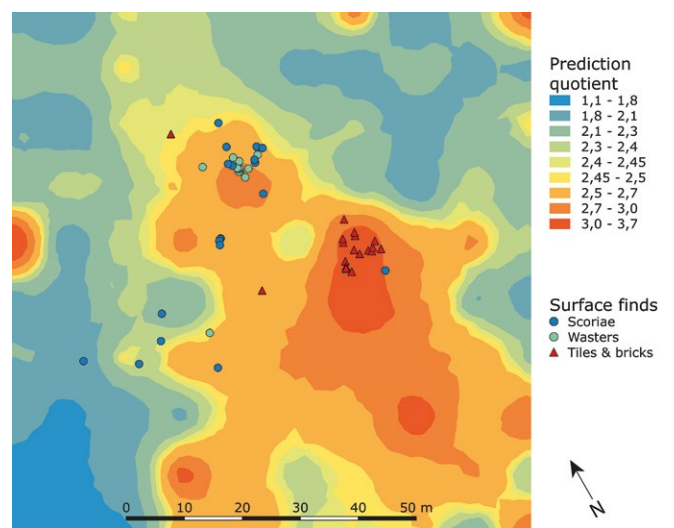 Prediction
quotient
1,1 - 1,8
1,8 - 2,1
2,1 - 2,3
2,3 - 2,4
2,4 - 2,45
2,45 - 2,5
2,5 - 2,7
2,7 - 3,0
3,0 - 3,7
Surface finds
Scoriae
Wasters
Tiles & bricks
N
0 10 20 30 40 50 m